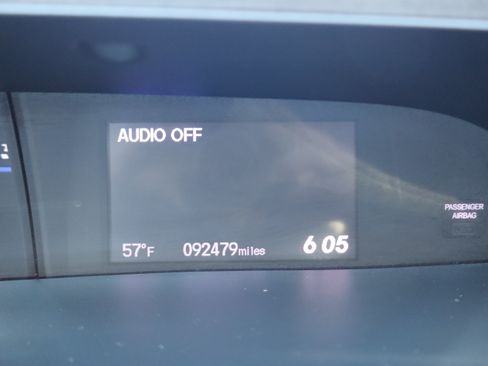 AUDIO OFF
57°F 092479miles 6 05
PASSENGER
AIRBAG